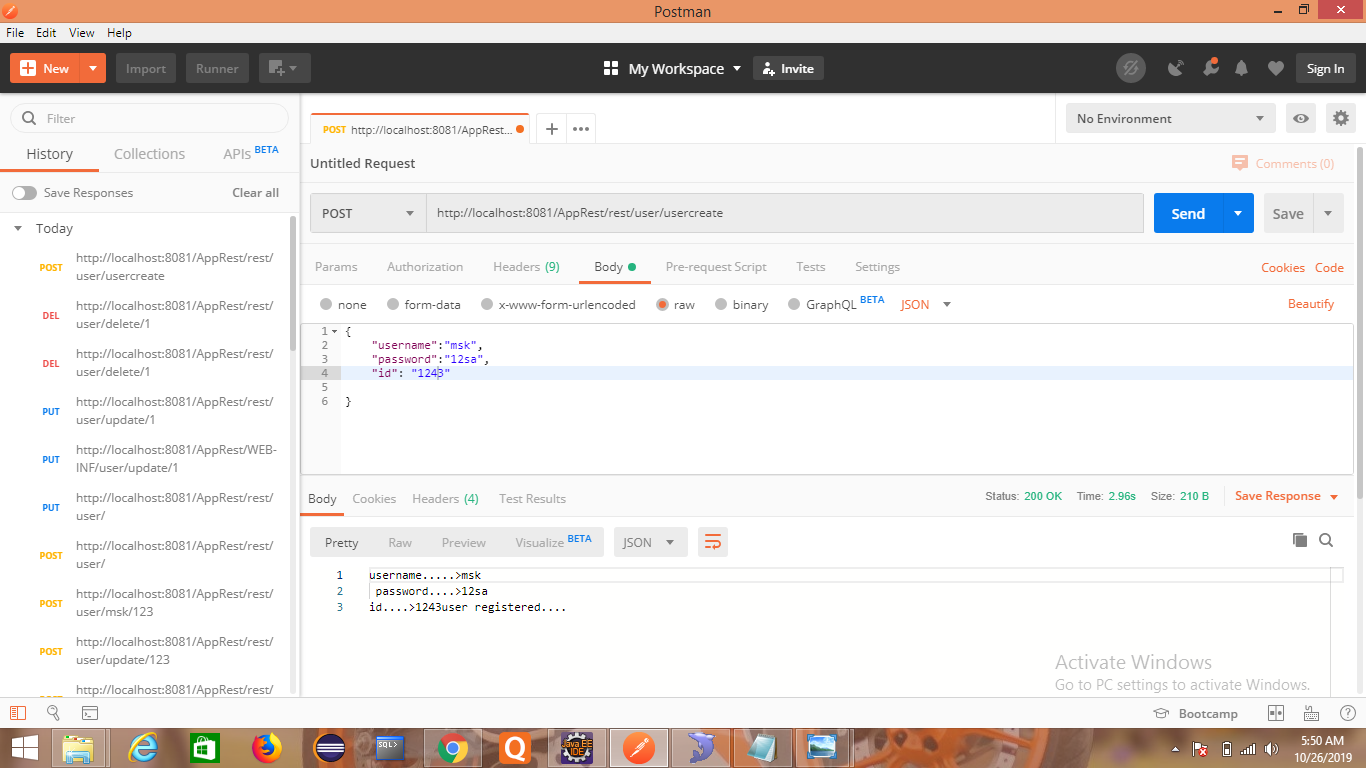 Postman
File Edit View Help
New Import Runner My Workspace Invite Sign In
Filter
History Collections APIs BETA
Save Responses Clear all
Today
POST http://localhost:8081/AppRest/rest/
user/usercreate
DEL http://localhost:8081/AppRest/rest/
user/delete/1
DEL http://localhost:8081/AppRest/rest/
user/delete/1
PUT http://localhost:8081/AppRest/rest/
user/update/1
PUT http://localhost:8081/AppRest/WEB-
INF/user/update/1
PUT http://localhost:8081/AppRest/rest/
user/
POST http://localhost:8081/AppRest/rest/
user/
POST http://localhost:8081/AppRest/rest/
user/msk/123
POST http://localhost:8081/AppRest/rest/
user/update/123
http://localhost:8081/AppRest/rest/
POST http://localhost:8081/AppRest... + ••• No Environment
Untitled Request Comments (0)
POST http://localhost:8081/AppRest/rest/user/usercreate Send Save
Params Authorization Headers (9) Body Pre-request Script Tests Settings Cookies Code
none form-data x-www-form-urlencoded raw binary GraphQL BETA JSON Beautify
1 {
2 "username":"msk",
3 "password":"12sa",
4 "id": "1243"
5
6 }
Body Cookies Headers (4) Test Results Status: 200 OK Time: 2.96s Size: 210 B Save Response
Pretty Raw Preview Visualize BETA JSON
1 username.....>msk
2 password....>12sa
3 id....>1243user registered....
Activate Windows
Go to PC settings to activate Windows.
Bootcamp
SQL>
Java EE
IDE
5:50 AM
10/26/2019